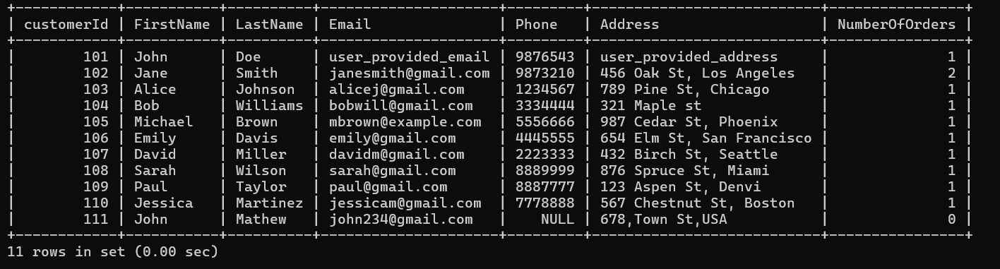 +------------+-----------+----------+---------------------+---------+---------------------------+----------------+
| customerId | FirstName | LastName | Email               | Phone   | Address                   | NumberOfOrders |
+------------+-----------+----------+---------------------+---------+---------------------------+----------------+
|        101 | John      | Doe      | user_provided_email | 9876543 | user_provided_address     |              1 |
|        102 | Jane      | Smith    | janesmith@gmail.com | 9873210 | 456 Oak St, Los Angeles   |              2 |
|        103 | Alice     | Johnson  | alicej@gmail.com    | 1234567 | 789 Pine St, Chicago      |              1 |
|        104 | Bob       | Williams | bobwill@gmail.com   | 3334444 | 321 Maple st              |              1 |
|        105 | Michael   | Brown    | mbrown@example.com  | 5556666 | 987 Cedar St, Phoenix     |              1 |
|        106 | Emily     | Davis    | emily@gmail.com     | 4445555 | 654 Elm St, San Francisco |              1 |
|        107 | David     | Miller   | davidm@gmail.com    | 2223333 | 432 Birch St, Seattle     |              1 |
|        108 | Sarah     | Wilson   | sarah@gmail.com     | 8889999 | 876 Spruce St, Miami      |              1 |
|        109 | Paul      | Taylor   | paul@gmail.com      | 8887777 | 123 Aspen St, Denvi       |              1 |
|        110 | Jessica   | Martinez | jessicam@gmail.com  | 7778888 | 567 Chestnut St, Boston   |              1 |
|        111 | John      | Mathew   | john234@gmail.com   |    NULL | 678,Town St,USA           |              0 |
+------------+-----------+----------+---------------------+---------+---------------------------+----------------+
11 rows in set (0.00 sec)